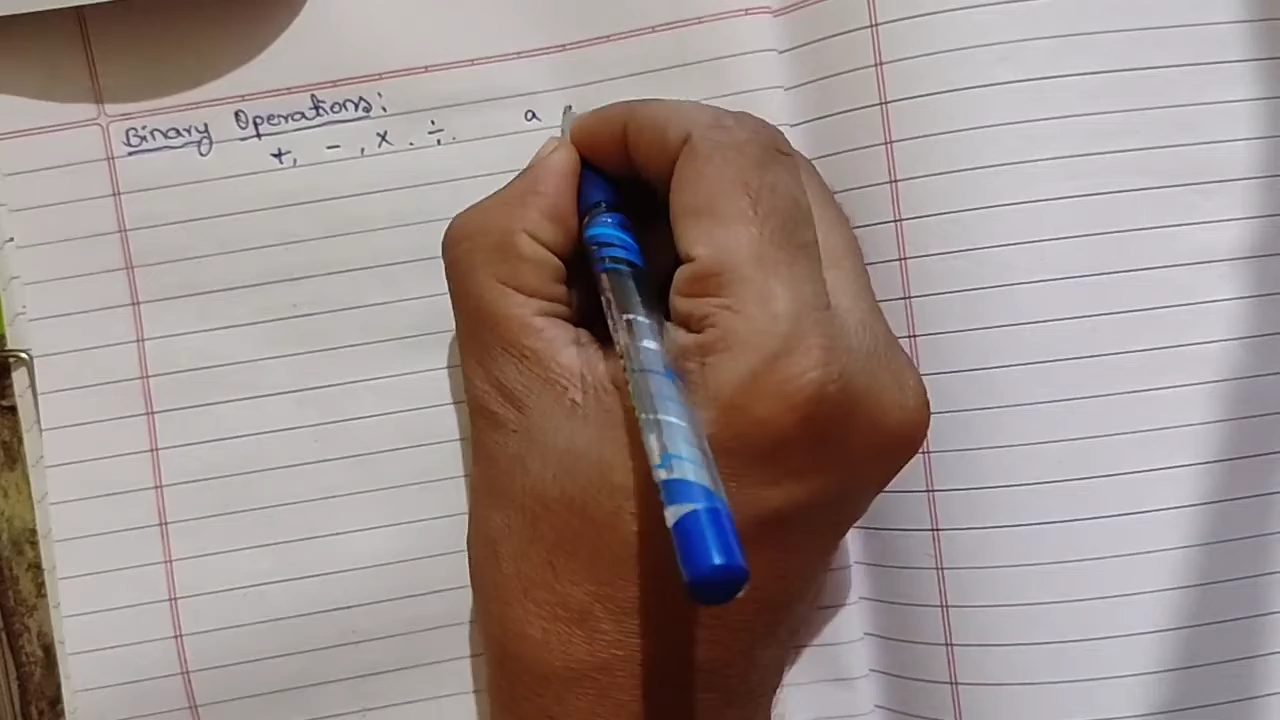 Binary Operations:
+, -, x . ÷. a